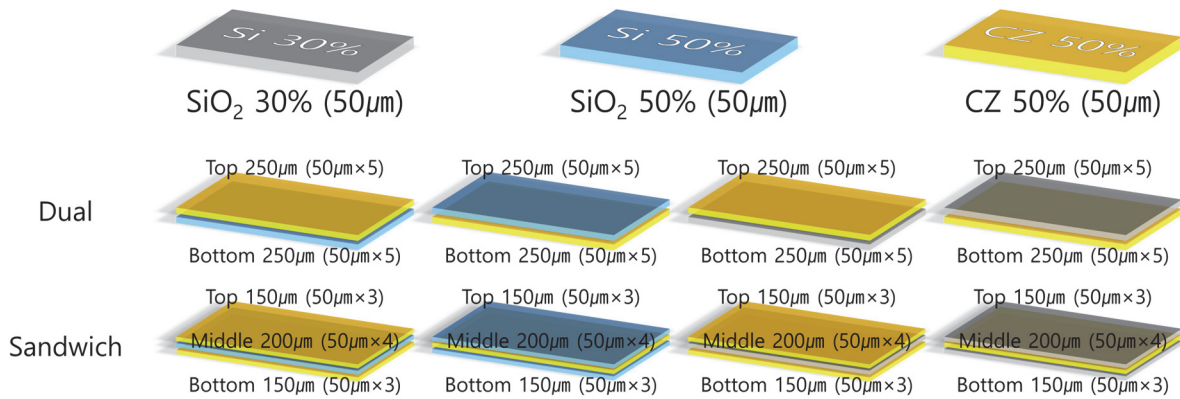 Si 30%
Si 50%
CZ 50%
SiO₂ 30% (50㎛)
SiO₂ 50% (50㎛)
CZ 50% (50㎛)
Top 250㎛ (50㎛×5)
Top 250㎛ (50㎛×5)
Top 250㎛ (50㎛×5)
Top 250㎛ (50㎛×5)
Dual
Bottom 250㎛ (50㎛×5)
Bottom 250㎛ (50㎛×5)
Bottom 250㎛ (50㎛×5)
Bottom 250㎛ (50㎛×5)
Top 150㎛ (50㎛×3)
Top 150㎛ (50㎛×3)
Top 150㎛ (50㎛×3)
Top 150㎛ (50㎛×3)
Sandwich
Middle 200㎛ (50㎛×4)
Middle 200㎛ (50㎛×4)
Middle 200㎛ (50㎛×4)
Middle 200㎛ (50㎛×4)
Bottom 150㎛ (50㎛×3)
Bottom 150㎛ (50㎛×3)
Bottom 150㎛ (50㎛×3)
Bottom 150㎛ (50㎛×3)